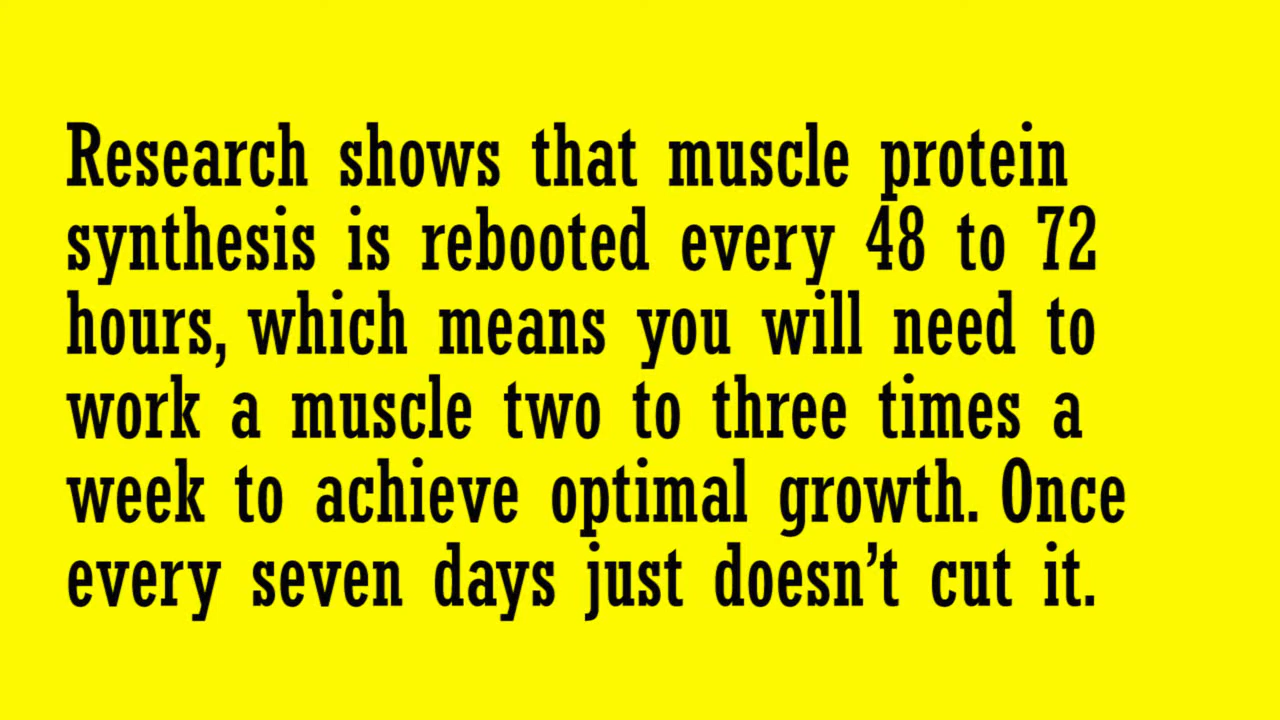 Research shows that muscle protein
synthesis is rebooted every 48 to 72
hours, which means you will need to
work a muscle two to three times a
week to achieve optimal growth. Once
every seven days just doesn’t cut it.